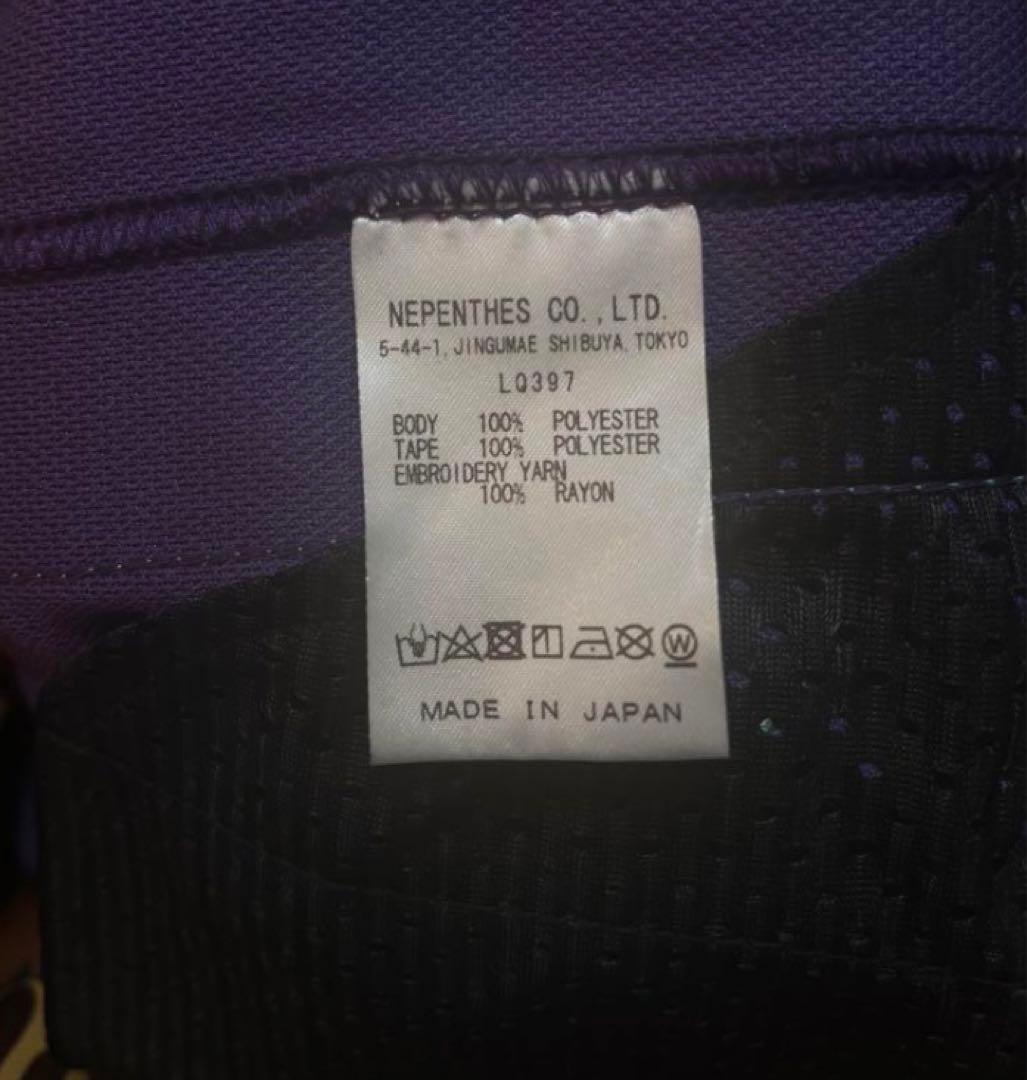 NEPENTHES CO.,LTD.
5-44-1, JINGUMAE SHIBUYA, TOKYO
LQ397
BODY 100% POLYESTER
TAPE 100% POLYESTER
EMBROIDERY YARN
100% RAYON
W
MADE IN JAPAN